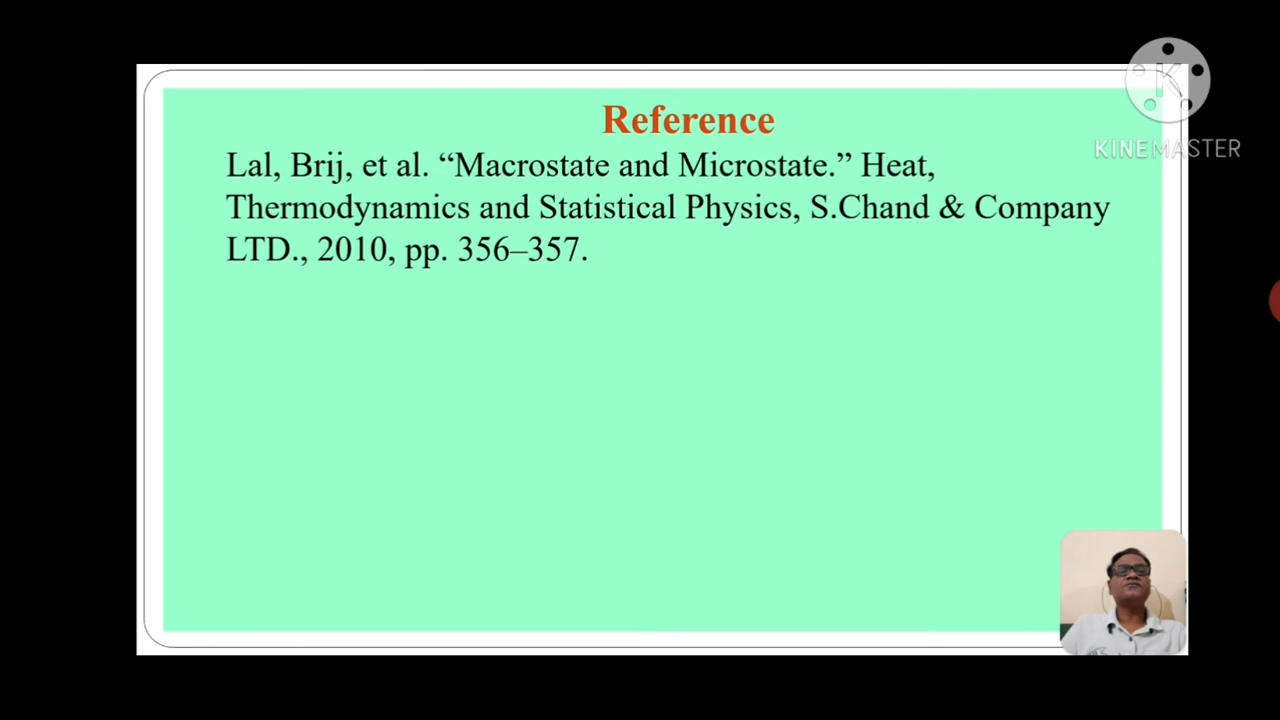 Reference
Lal, Brij, et al. “Macrostate and Microstate.” Heat,
Thermodynamics and Statistical Physics, S.Chand & Company
LTD., 2010, pp. 356–357.
K
KINEMASTER